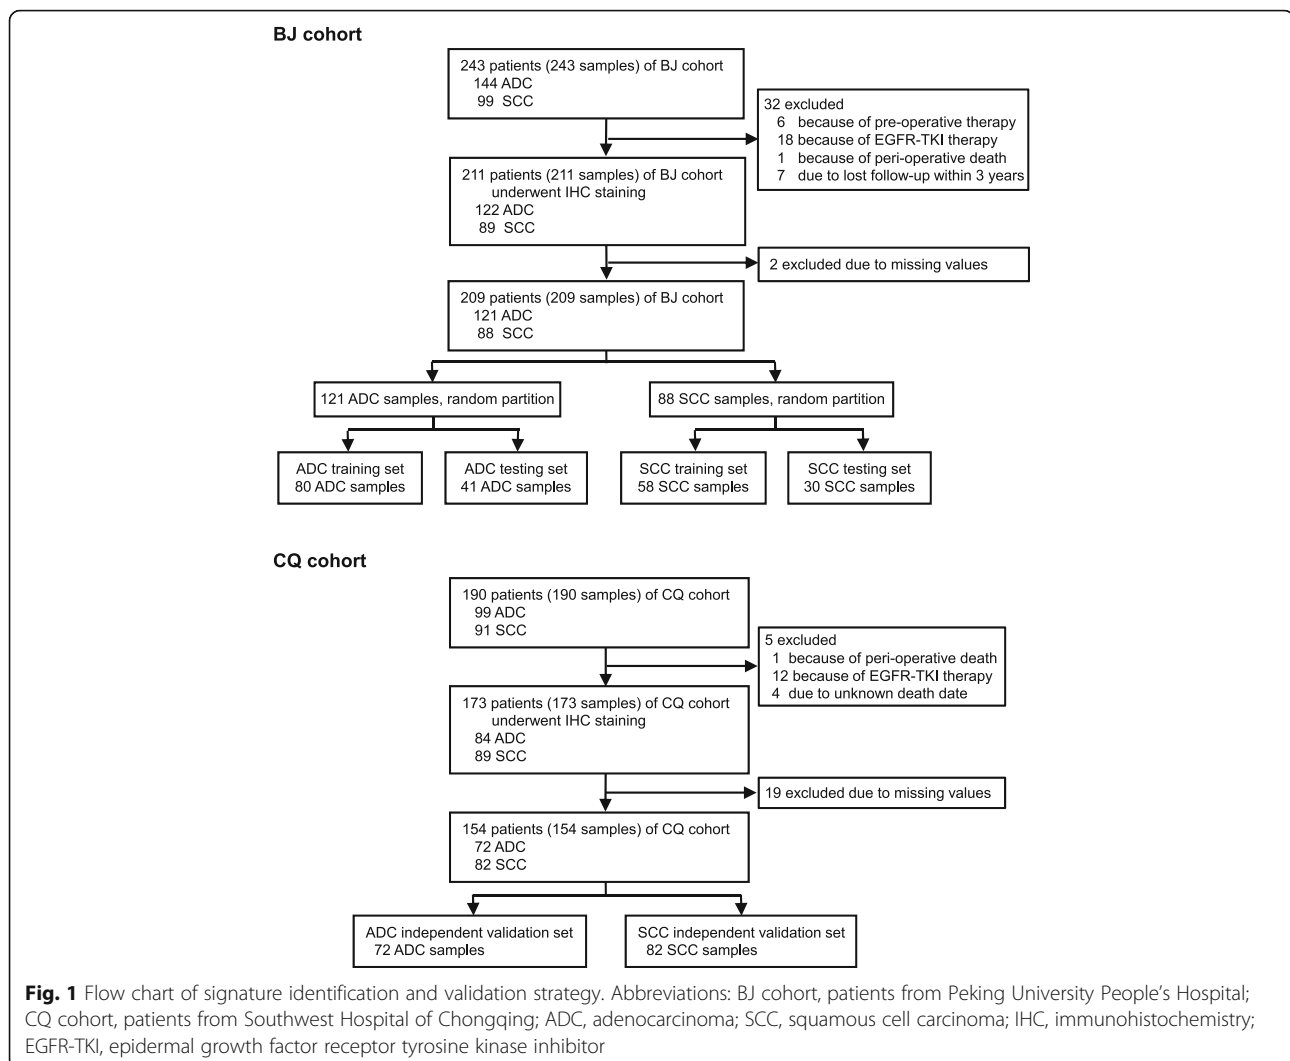 BJ cohort
243 patients (243 samples) of BJ cohort
144 ADC
99 SCC
32 excluded
6 because of pre-operative therapy
18 because of EGFR-TKI therapy
1 because of peri-operative death
7 due to lost follow-up within 3 years
211 patients (211 samples) of BJ cohort
underwent IHC staining
122 ADC
89 SCC
2 excluded due to missing values
209 patients (209 samples) of BJ cohort
121 ADC
88 SCC
121 ADC samples, random partition
88 SCC samples, random partition
ADC training set
80 ADC samples
ADC testing set
41 ADC samples
SCC training set
58 SCC samples
SCC testing set
30 SCC samples
CQ cohort
190 patients (190 samples) of CQ cohort
99 ADC
91 SCC
5 excluded
1 because of peri-operative death
12 because of EGFR-TKI therapy
4 due to unknown death date
173 patients (173 samples) of CQ cohort
underwent IHC staining
84 ADC
89 SCC
19 excluded due to missing values
154 patients (154 samples) of CQ cohort
72 ADC
82 SCC
ADC independent validation set
72 ADC samples
SCC independent validation set
82 SCC samples
Fig. 1 Flow chart of signature identification and validation strategy. Abbreviations: BJ cohort, patients from Peking University People's Hospital;
CQ cohort, patients from Southwest Hospital of Chongqing; ADC, adenocarcinoma; SCC, squamous cell carcinoma; IHC, immunohistochemistry;
EGFR-TKI, epidermal growth factor receptor tyrosine kinase inhibitor